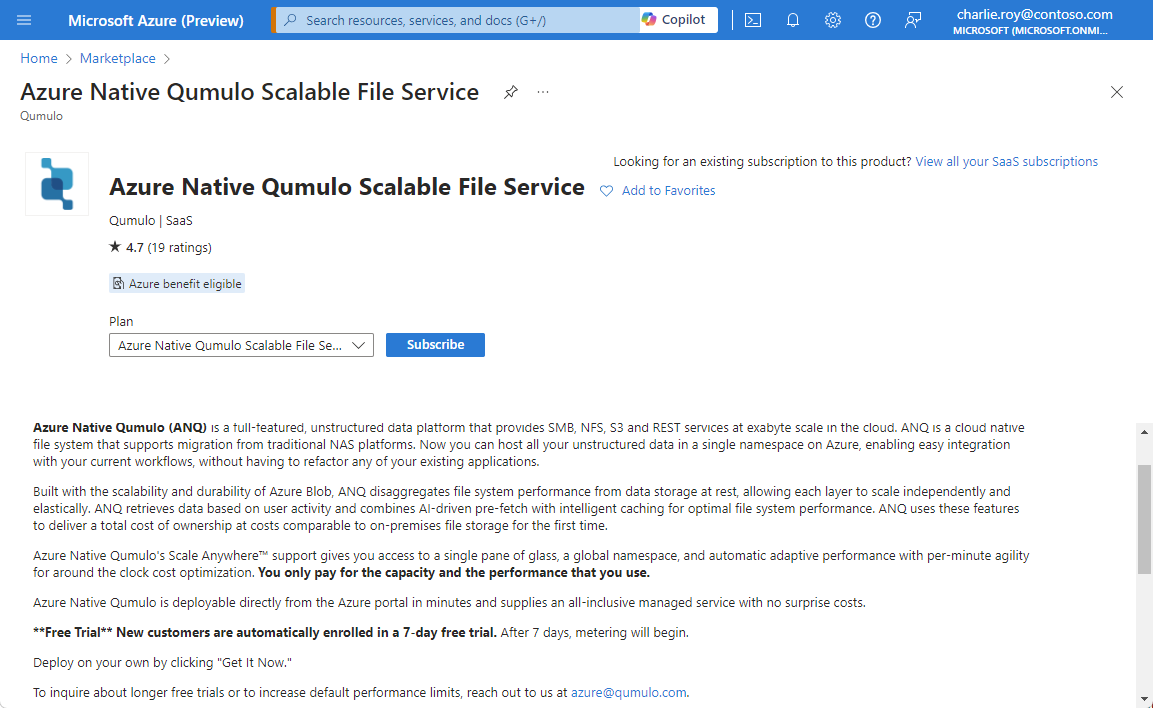 Microsoft Azure (Preview)
Search resources, services, and docs (G+/)
Copilot
charlie.roy@contoso.com
MICROSOFT (MICROSOFT.ONMI...
Home
Marketplace
Azure Native Qumulo Scalable File Service
...
Qumulo
Looking for an existing subscription to this product? View all your SaaS subscriptions
Azure Native Qumulo Scalable File Service
Add to Favorites
Qumulo | SaaS
★ 4.7 (19 ratings)
Azure benefit eligible
Plan
Azure Native Qumulo Scalable File Se...
Subscribe
Azure Native Qumulo (ANQ) is a full-featured, unstructured data platform that provides SMB, NFS, S3 and REST services at exabyte scale in the cloud. ANQ is a cloud native
file system that supports migration from traditional NAS platforms. Now you can host all your unstructured data in a single namespace on Azure, enabling easy integration
with your current workflows, without having to refactor any of your existing applications.
Built with the scalability and durability of Azure Blob, ANQ disaggregates file system performance from data storage at rest, allowing each layer to scale independently and
elastically. ANQ retrieves data based on user activity and combines AI-driven pre-fetch with intelligent caching for optimal file system performance. ANQ uses these features
to deliver a total cost of ownership at costs comparable to on-premises file storage for the first time.
Azure Native Qumulo's Scale Anywhere™ support gives you access to a single pane of glass, a global namespace, and automatic adaptive performance with per-minute agility
for around the clock cost optimization. You only pay for the capacity and the performance that you use.
Azure Native Qumulo is deployable directly from the Azure portal in minutes and supplies an all-inclusive managed service with no surprise costs.
**Free Trial** New customers are automatically enrolled in a 7-day free trial. After 7 days, metering will begin.
Deploy on your own by clicking "Get It Now."
To inquire about longer free trials or to increase default performance limits, reach out to us at azure@qumulo.com.